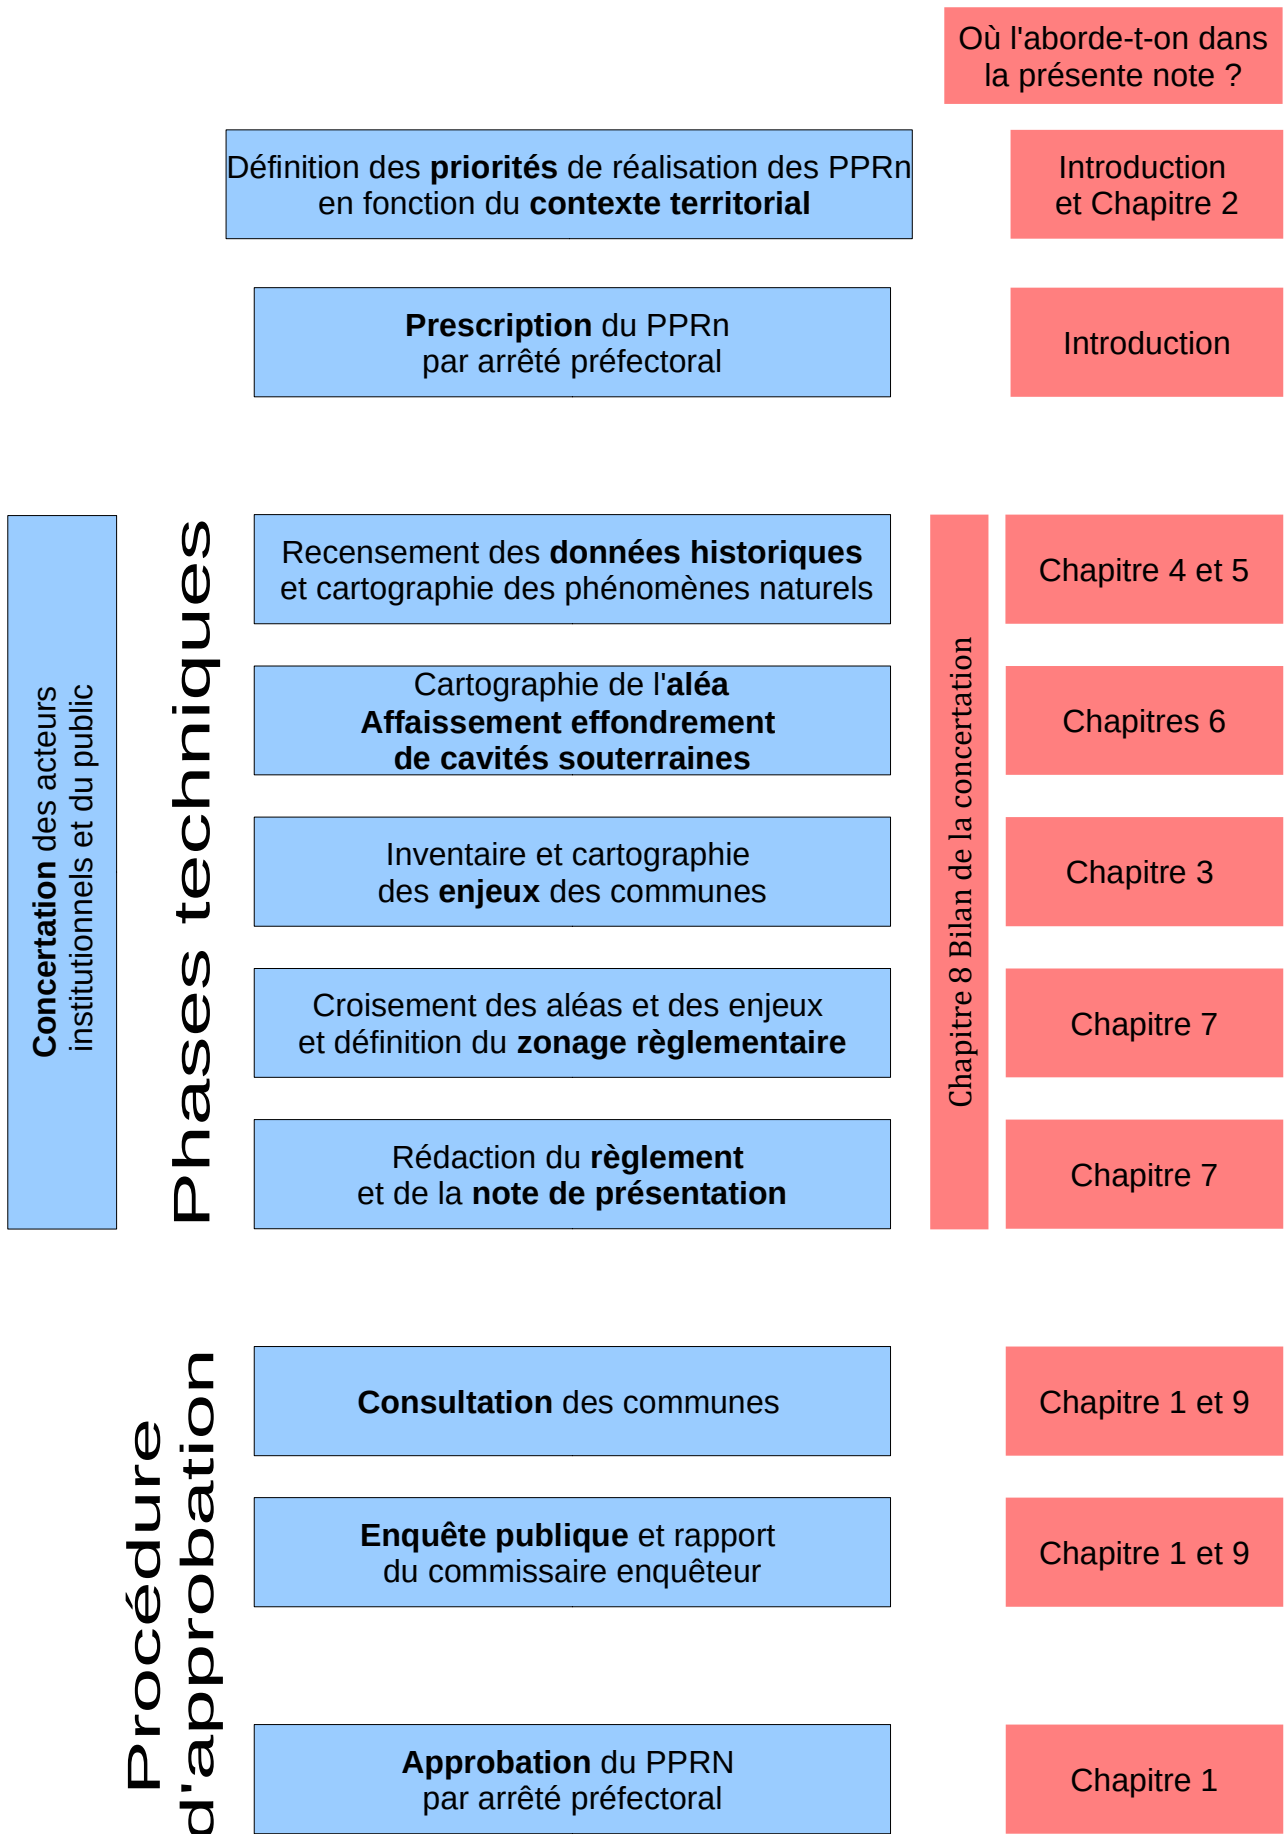 Où l'aborde-t-on dans
la présente note ?
Définition des priorités de réalisation des PPRn
en fonction du contexte territorial
Introduction
et Chapitre 2
Prescription du PPRn
par arrêté préfectoral
Introduction
Concertation des acteurs
institutionnels et du public
Phases techniques
Recensement des données historiques
et cartographie des phénomènes naturels
Chapitre 8 Bilan de la concertation
Chapitre 4 et 5
Cartographie de l'aléa
Affaissement effondrement
de cavités souterraines
Chapitres 6
Inventaire et cartographie
des enjeux des communes
Chapitre 3
Croisement des aléas et des enjeux
et définition du zonage règlementaire
Chapitre 7
Rédaction du règlement
et de la note de présentation
Chapitre 7
Procédure
d'approbation
Consultation des communes
Chapitre 1 et 9
Enquête publique et rapport
du commissaire enquêteur
Chapitre 1 et 9
Approbation du PPRN
par arrêté préfectoral
Chapitre 1